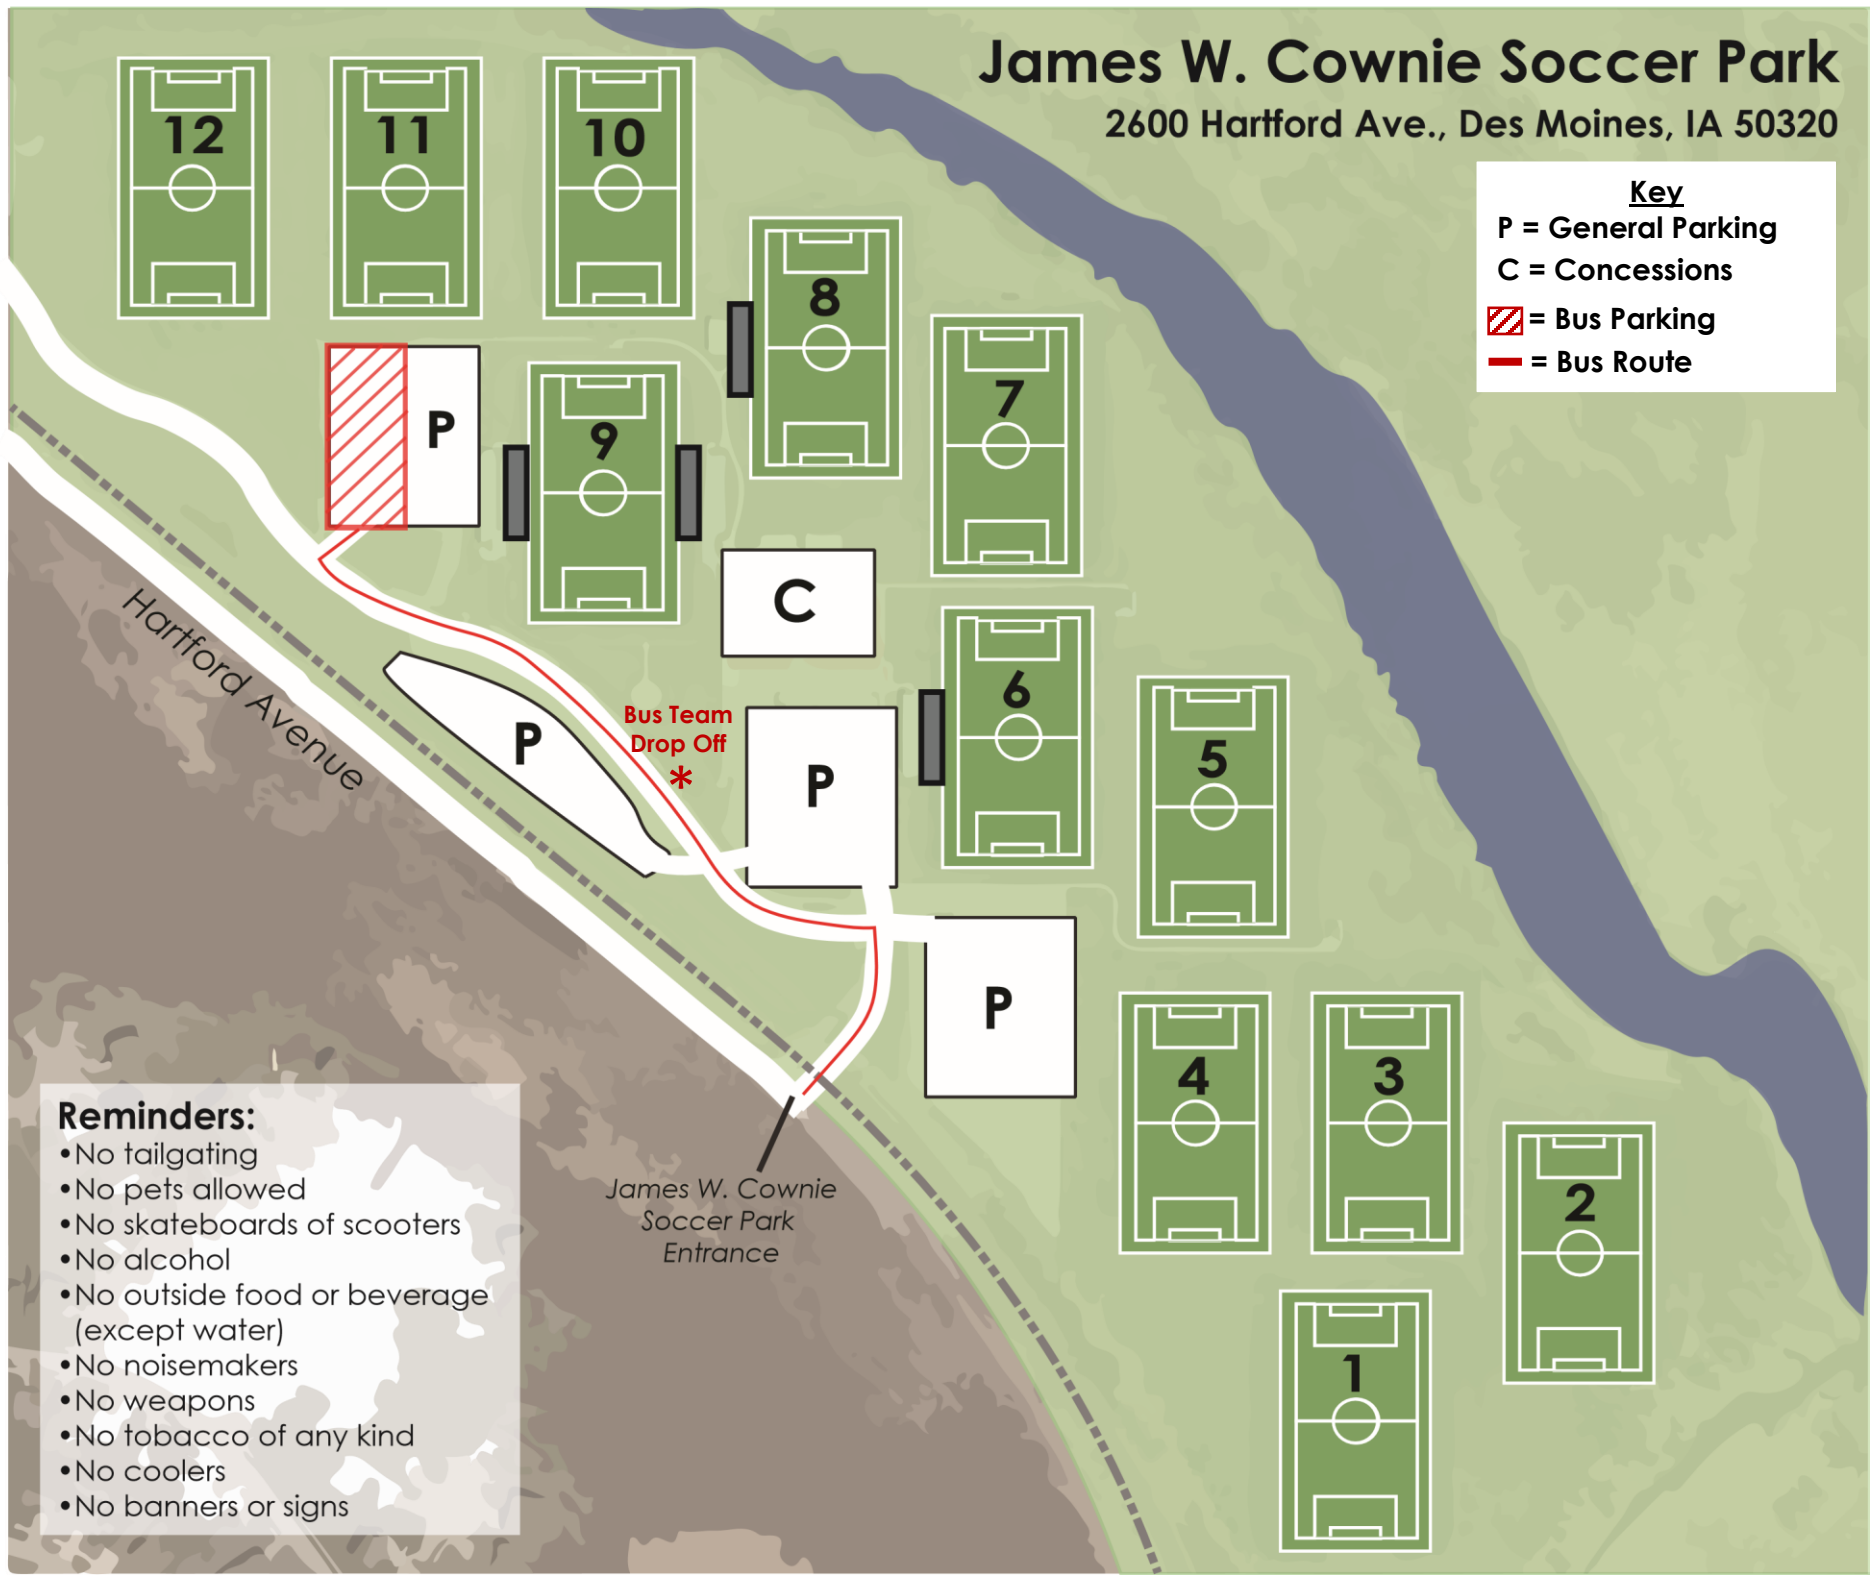 James W. Cownie Soccer Park
2600 Hartford Ave., Des Moines, IA 50320
Key
P = General Parking
C = Concessions
= Bus Parking
= Bus Route
12
11
10
8
7
9
P
C
6
5
Hartford Avenue
P
Bus Team
Drop Off
*
P
P
4
3
2
1
James W. Cownie
Soccer Park
Entrance
Reminders:
•No tailgating
•No pets allowed
•No skateboards of scooters
•No alcohol
•No outside food or beverage
(except water)
•No noisemakers
•No weapons
•No tobacco of any kind
•No coolers
•No banners or signs